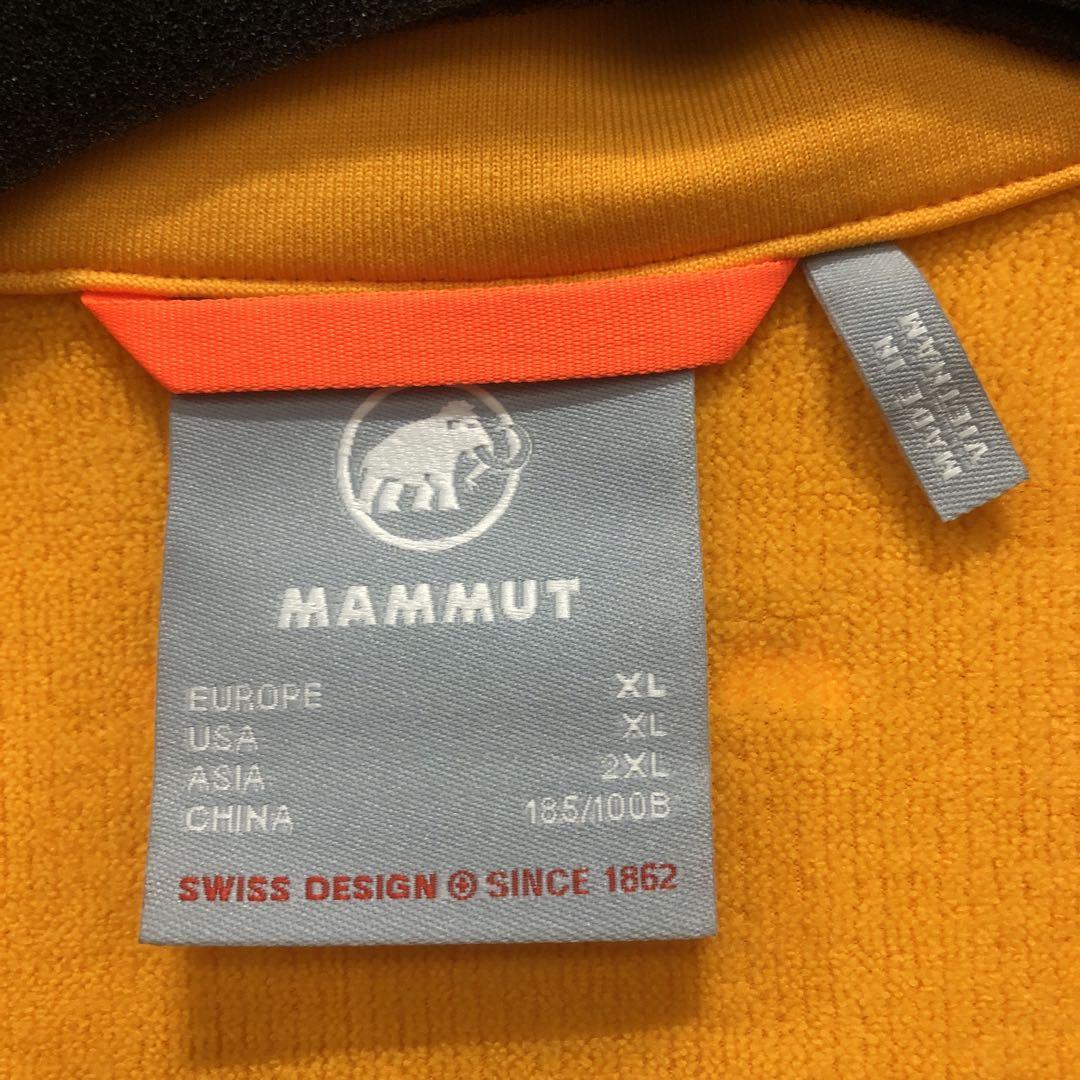 MAMMUT
EUROPE XL
USA XL
ASIA 2XL
CHINA 185/100B
SWISS DESIGN SINCE 1862
MADE IN
VIETNAM